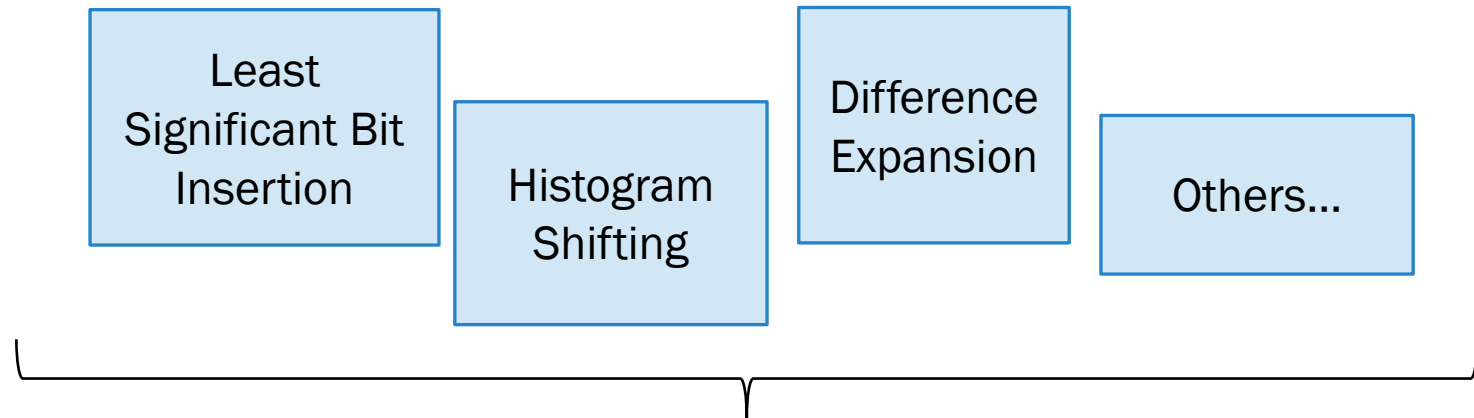 Least
Significant Bit
Insertion
Histogram
Shifting
Difference
Expansion
Others...